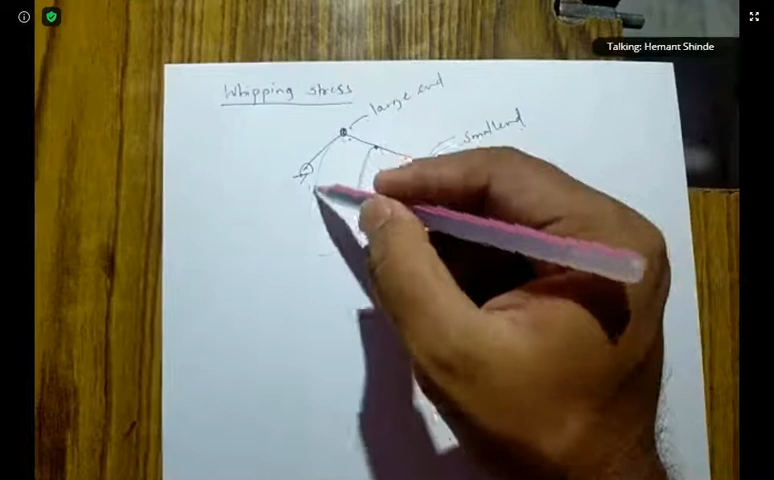 Talking: Hemant Shinde
Whipping stress
large end
small end